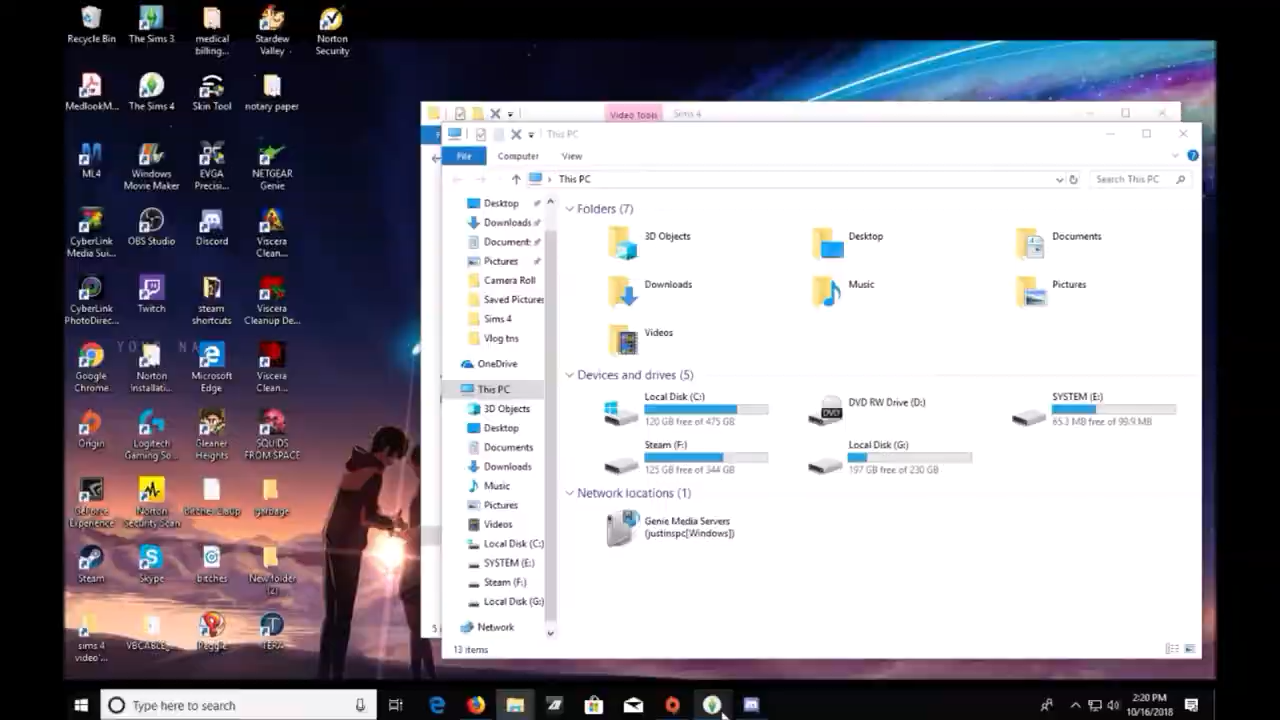 Recycle Bin
The Sims 3
medical
billing...
Stardew
Valley
Norton
Security
MedlookM...
The Sims 4
Skin Tool
notary paper
ML4
Windows
Movie Maker
EVGA
Precisi...
NETGEAR
Genie
CyberLink
Media Sui...
OBS Studio
Discord
Viscera
Clean...
CyberLink
PhotoDirec...
Twitch
steam
shortcuts
Viscera
Cleanup De...
YOUR NA
Google
Chrome
Norton
Installati...
Microsoft
Edge
Viscera
Clean...
Origin
Logitech
Gaming So...
Gleaner
Heights
SQUIDS
FROM SPACE
GeForce
Experience
Norton
Security Scan
garbage
Steam
Skype
bitches
New folder
(2)
sims 4
video'...
VBCABLE...
Peggle
TERA
Video Tools
Sims 4
This PC
File
Computer
View
This PC
Search This PC
Desktop
Downloads
Document:
Pictures
Camera Roll
Saved Pictures
Sims 4
Vlog tns
OneDrive
This PC
3D Objects
Desktop
Documents
Downloads
Music
Pictures
Videos
Local Disk (C:)
SYSTEM (E:)
Steam (F:)
Local Disk (G:)
Network
Folders (7)
3D Objects
Desktop
Documents
Downloads
Music
Pictures
Videos
Devices and drives (5)
Local Disk (C:)
120 GB free of 475 GB
DVD RW Drive (D:)
DVD
SYSTEM (E:)
65.3 MB free of 99.9 MB
Steam (F:)
125 GB free of 344 GB
Local Disk (G:)
197 GB free of 230 GB
Network locations (1)
Genie Media Servers
(justinspc[Windows])
13 items
Type here to search
2:20 PM
10/16/2018